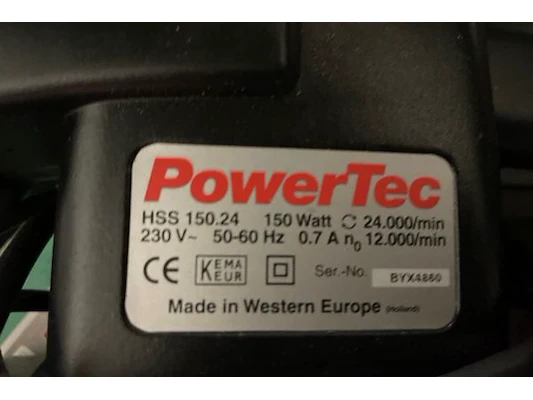 PowerTec
HSS 150.24 150 Watt 24.000/min
230 V~ 50-60 Hz 0.7 A n0 12.000/min
CE KEMA KEUR Ser.-No. BYX4860
Made in Western Europe (Holland)